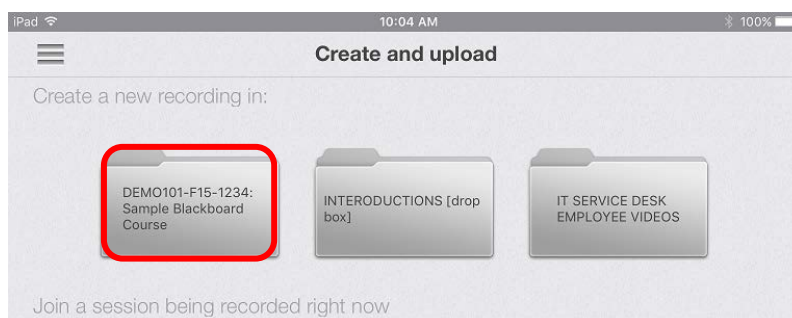 iPad 10:04 AM 100%
Create and upload
Create a new recording in:
DEMO101-F15-1234:
Sample Blackboard
Course
INTERODUCTIONS [drop
box]
IT SERVICE DESK
EMPLOYEE VIDEOS
Join a session being recorded right now